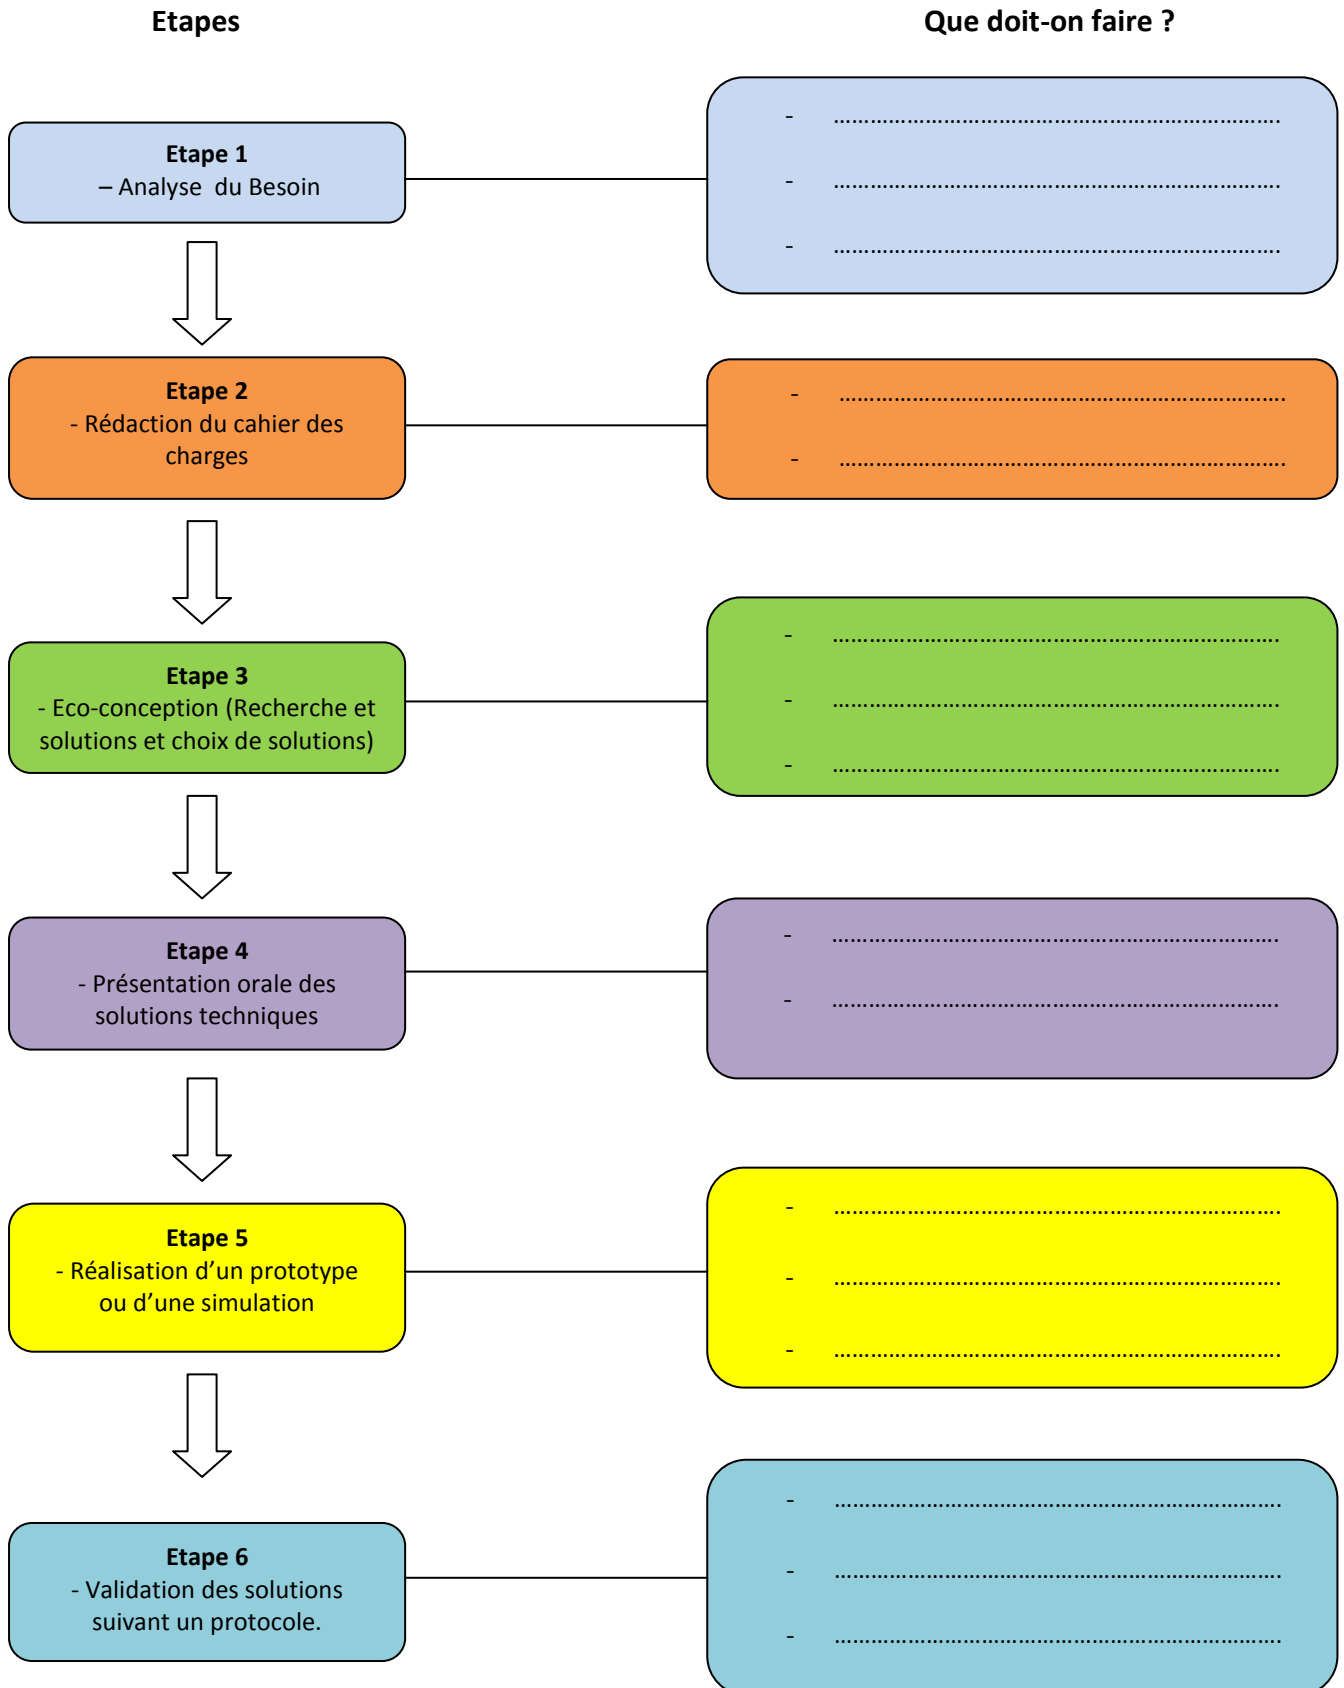 Etapes
Que doit-on faire ?
Etape 1
– Analyse  du Besoin
- ……………………………………………………………….
- ……………………………………………………………….
- ……………………………………………………………….
Etape 2
- Rédaction du cahier des
charges
- ……………………………………………………………….
- ……………………………………………………………….
Etape 3
- Eco-conception (Recherche et
solutions et choix de solutions)
- ……………………………………………………………….
- ……………………………………………………………….
- ……………………………………………………………….
Etape 4
- Présentation orale des
solutions techniques
- ……………………………………………………………….
- ……………………………………………………………….
Etape 5
- Réalisation d’un prototype
ou d’une simulation
- ……………………………………………………………….
- ……………………………………………………………….
- ……………………………………………………………….
Etape 6
- Validation des solutions
suivant un protocole.
- ……………………………………………………………….
- ……………………………………………………………….
- ……………………………………………………………….